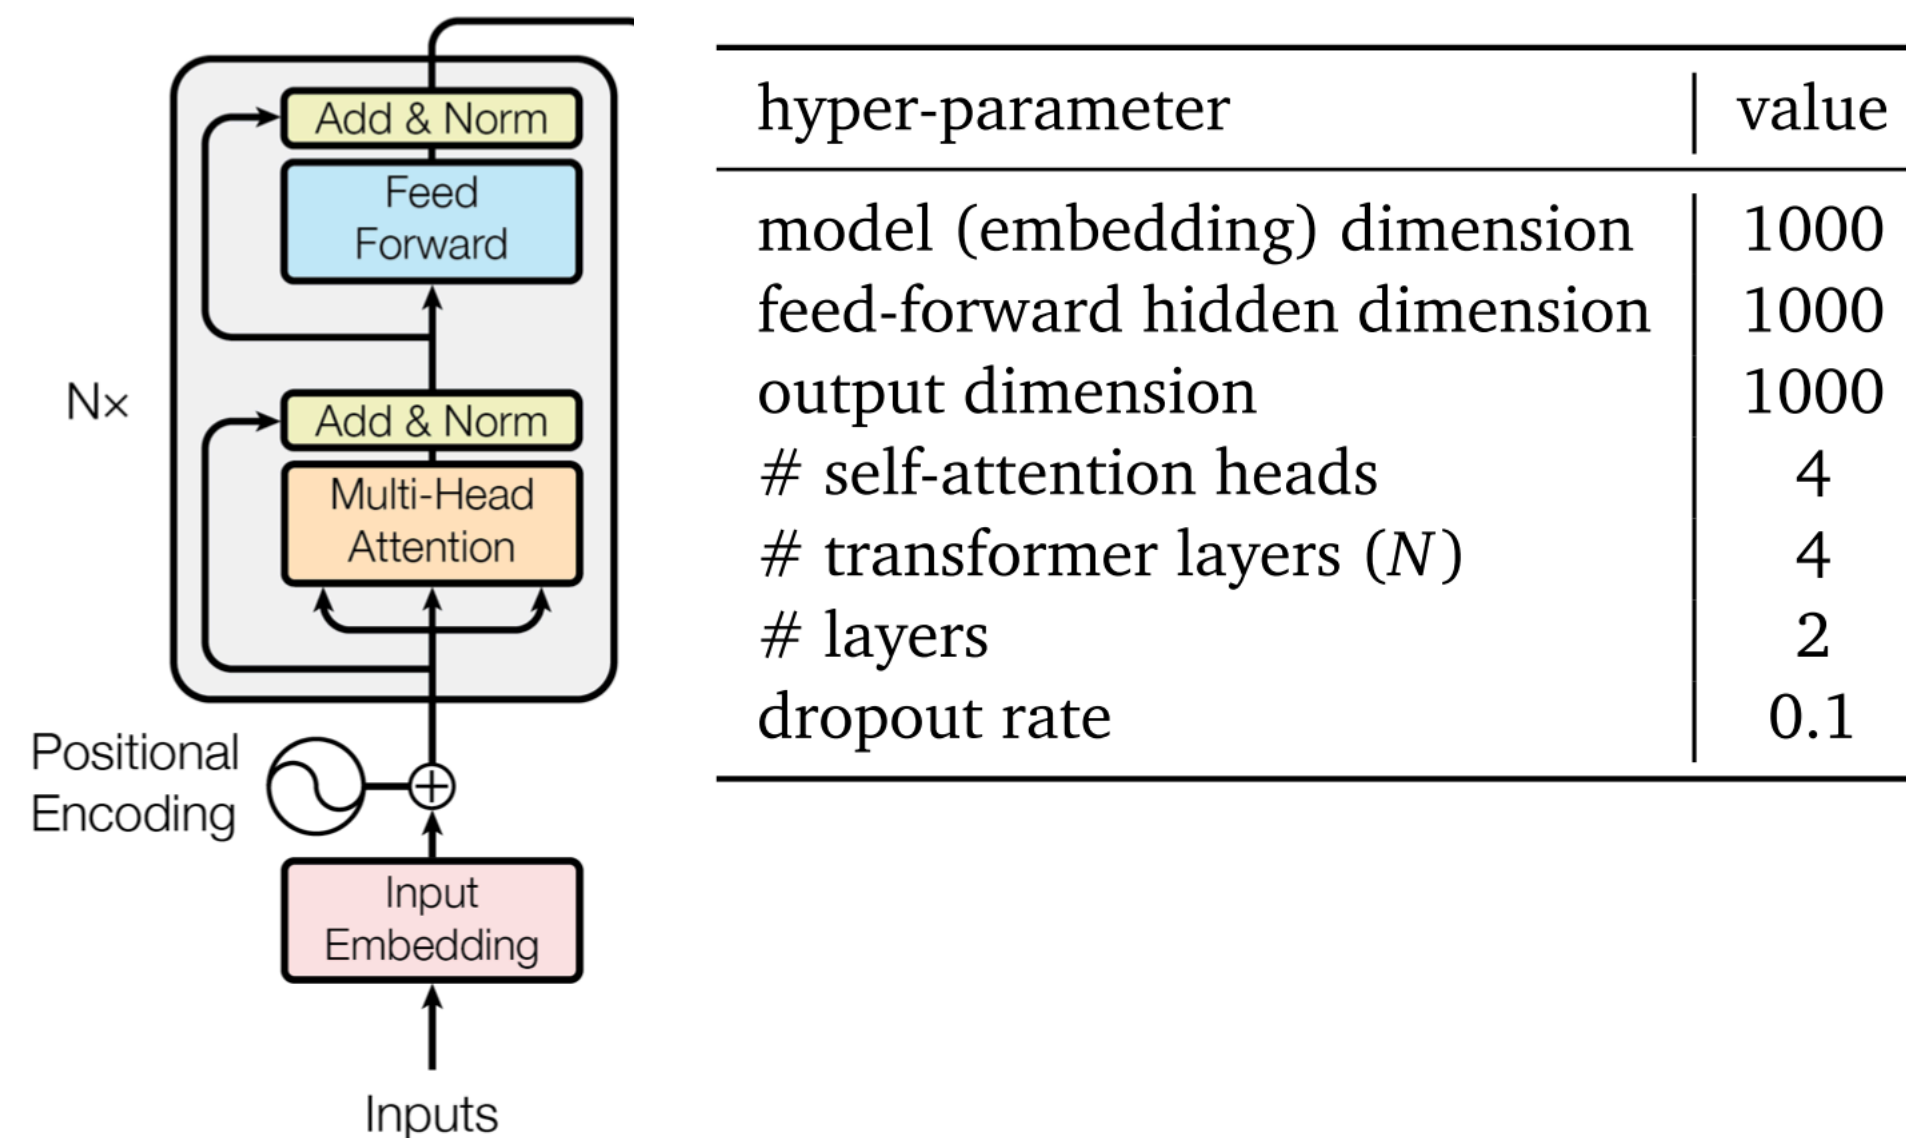 Add & Norm
Feed
Forward
Nx
Add & Norm
Multi-Head
Attention
Positional
Encoding
Input
Embedding
Inputs
hyper-parameter value
model (embedding) dimension 1000
feed-forward hidden dimension 1000
output dimension 1000
# self-attention heads 4
# transformer layers (N) 4
# layers 2
dropout rate 0.1